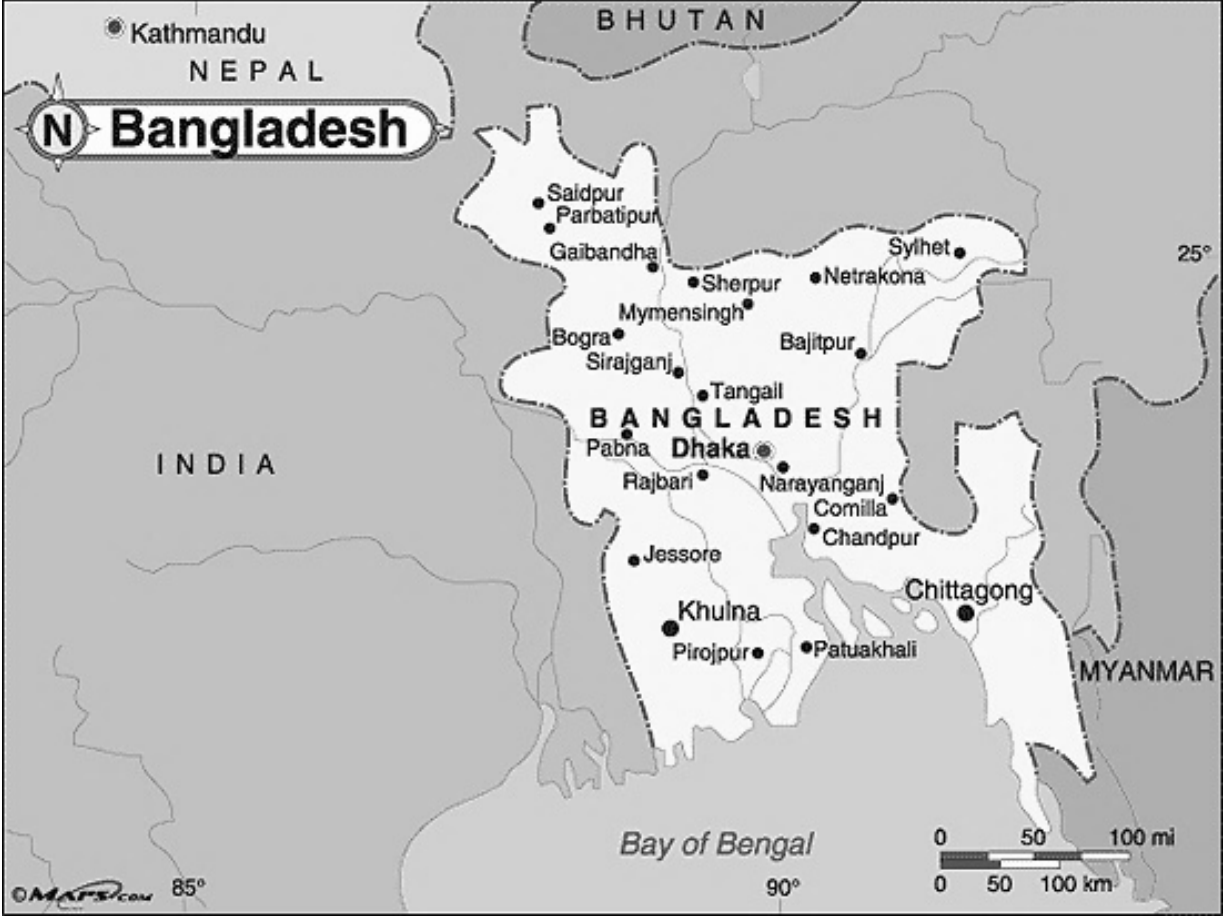 Kathmandu
NEPAL
BHUTAN
N Bangladesh
Saidpur
Parbatipur
Gaibandha
Sylhet
25°
Sherpur
Netrakona
Mymensingh
Bogra
Bajitpur
Sirajganj
Tangail
BANGLADESH
Pabna
Dhaka
INDIA
Rajbari
Narayanganj
Comilla
Chandpur
Jessore
Chittagong
Khulna
Pirojpur
Patuakhali
MYANMAR
Bay of Bengal
0 50 100 mi
0 50 100 km
©MAPS.COM
85°
90°